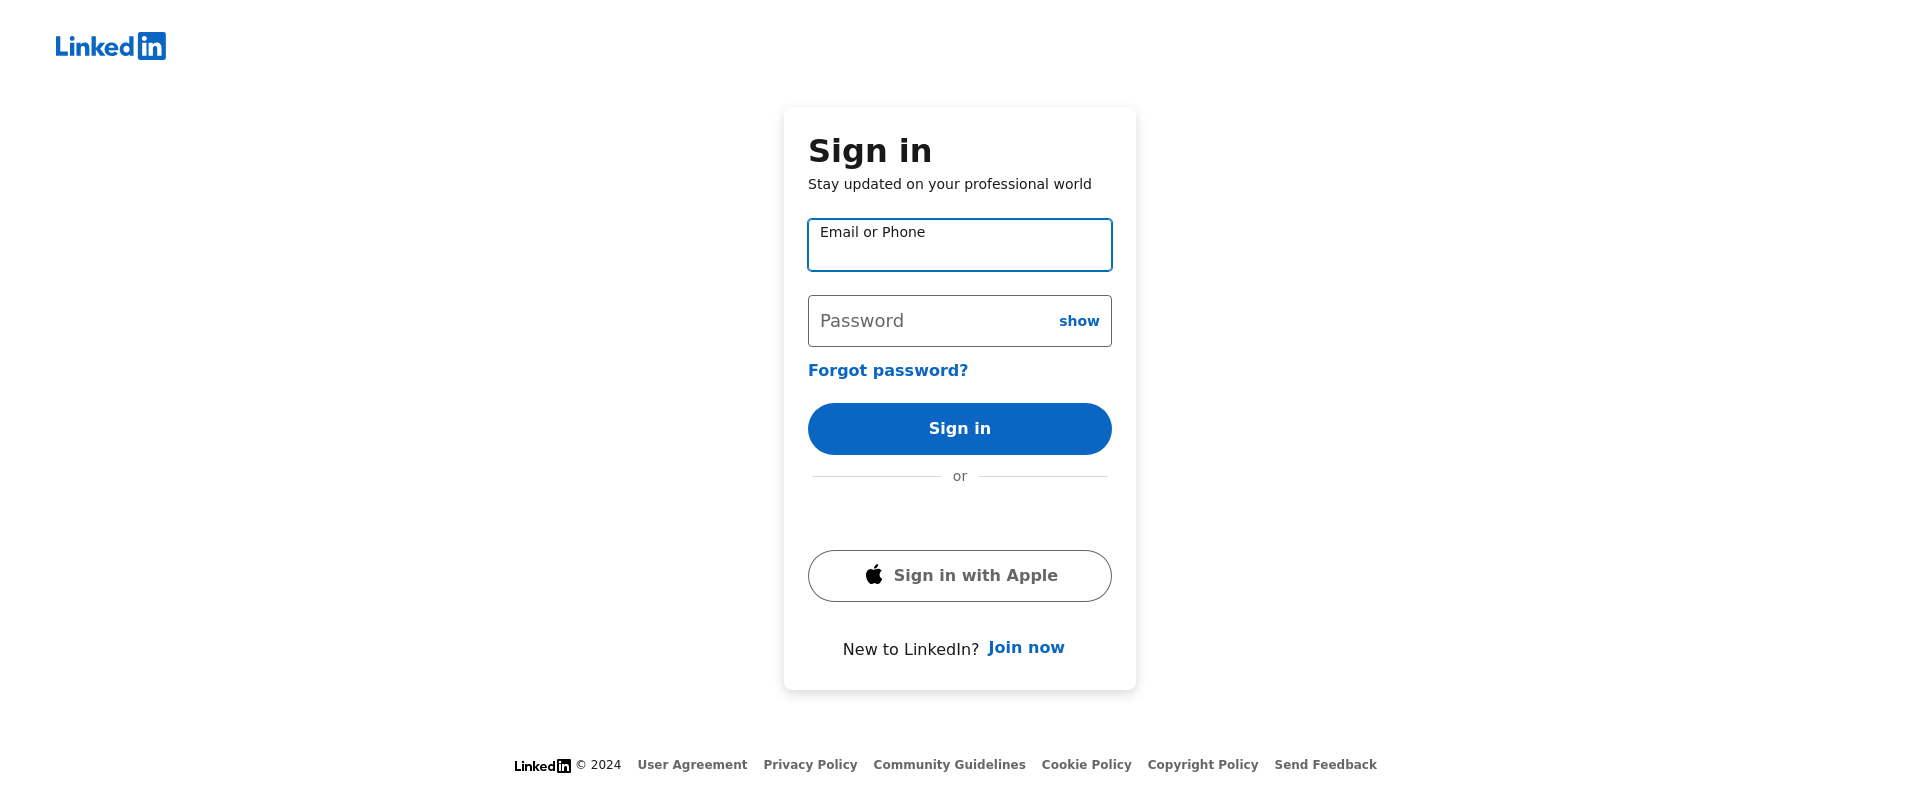 Linked in
Sign in
Stay updated on your professional world
Email or Phone
Password show
Forgot password?
Sign in
or
Sign in with Apple
New to LinkedIn? Join now
Linked in © 2024 User Agreement Privacy Policy Community Guidelines Cookie Policy Copyright Policy Send Feedback